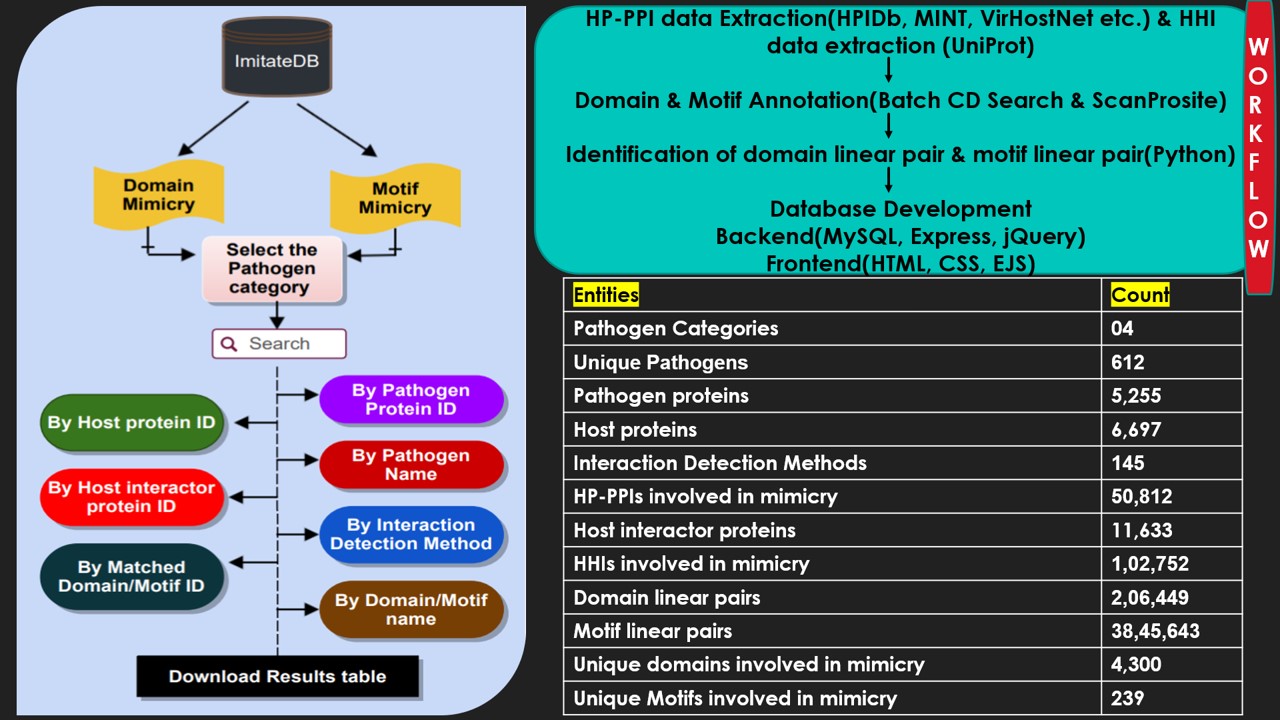 ImitateDB
Domain
Mimicry
Motif
Mimicry
Select the
Pathogen
category
Search
By Pathogen
Protein ID
By Host protein ID
By Pathogen
Name
By Host interactor
protein ID
By Interaction
Detection Method
By Matched
Domain/Motif ID
By Domain/Motif
name
Download Results table
HP-PPI data Extraction(HPIDb, MINT, VirHostNet etc.) & HHI
data extraction (UniProt)
Domain & Motif Annotation(Batch CD Search & ScanProsite)
Identification of domain linear pair & motif linear pair(Python)
Database Development
Backend(MySQL, Express, jQuery)
Frontend(HTML, CSS, EJS)
WORKFLOW
Entities Count
Pathogen Categories 04
Unique Pathogens 612
Pathogen proteins 5,255
Host proteins 6,697
Interaction Detection Methods 145
HP-PPIs involved in mimicry 50,812
Host interactor proteins 11,633
HHIs involved in mimicry 1,02,752
Domain linear pairs 2,06,449
Motif linear pairs 38,45,643
Unique domains involved in mimicry 4,300
Unique Motifs involved in mimicry 239